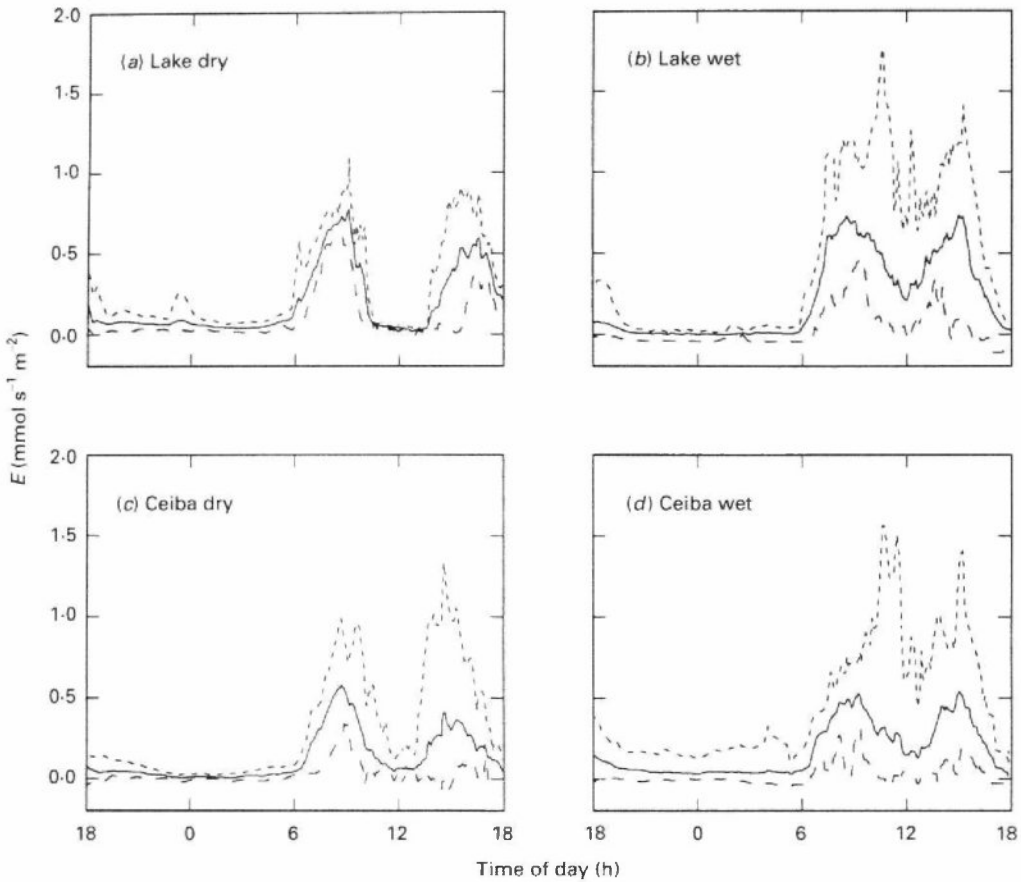 2·0
(a) Lake dry
(b) Lake wet
1·5
1·0
0·5
0·0
E (mmol s⁻¹ m⁻²)
2·0
(c) Ceiba dry
(d) Ceiba wet
1·5
1·0
0·5
0·0
18 0 6 12 18
18 0 6 12 18
Time of day (h)